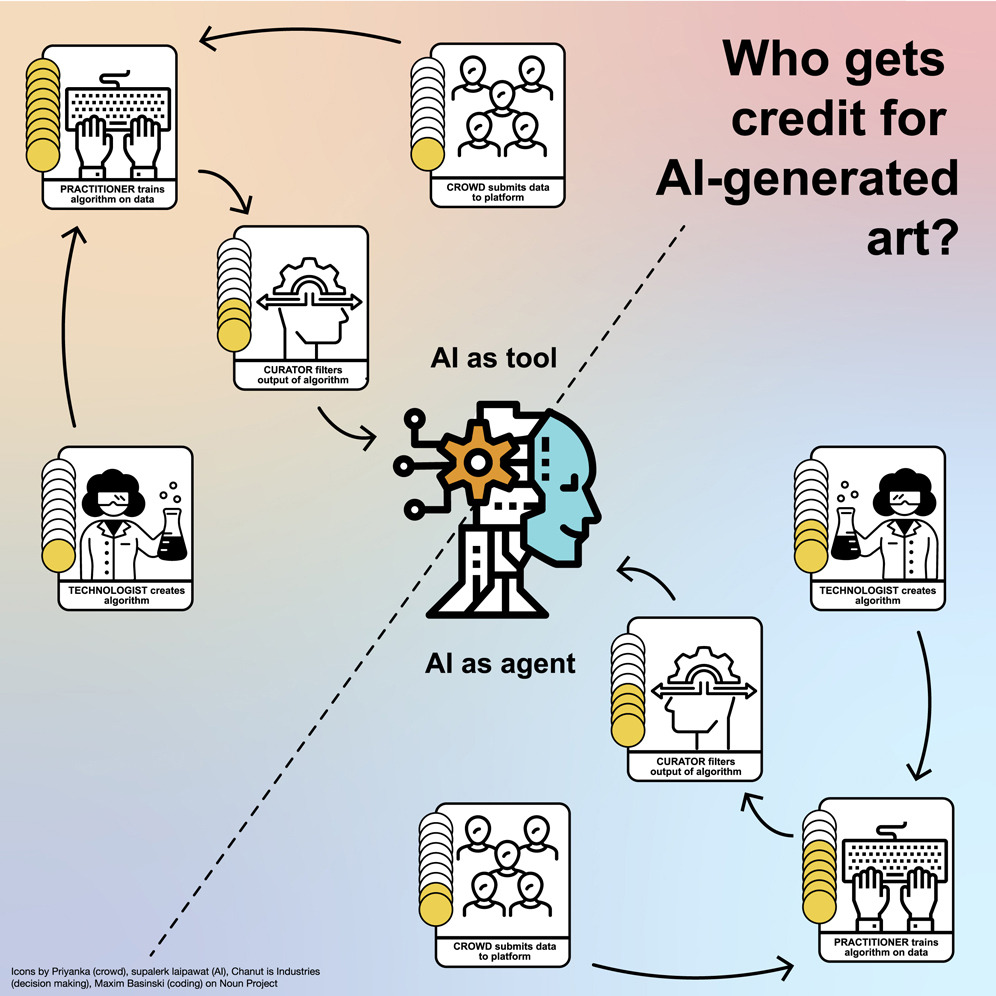 Who gets
credit for
AI-generated
art?
PRACTITIONER trains
algorithm on data
CROWD submits data
to platform
CURATOR filters
output of algorithm
AI as tool
TECHNOLOGIST creates
algorithm
TECHNOLOGIST creates
algorithm
AI as agent
CURATOR filters
output of algorithm
CROWD submits data
to platform
PRACTITIONER trains
algorithm on data
Icons by Priyanka (crowd), supalerk laipawat (AI), Chanut is Industries
(decision making), Maxim Basinski (coding) on Noun Project